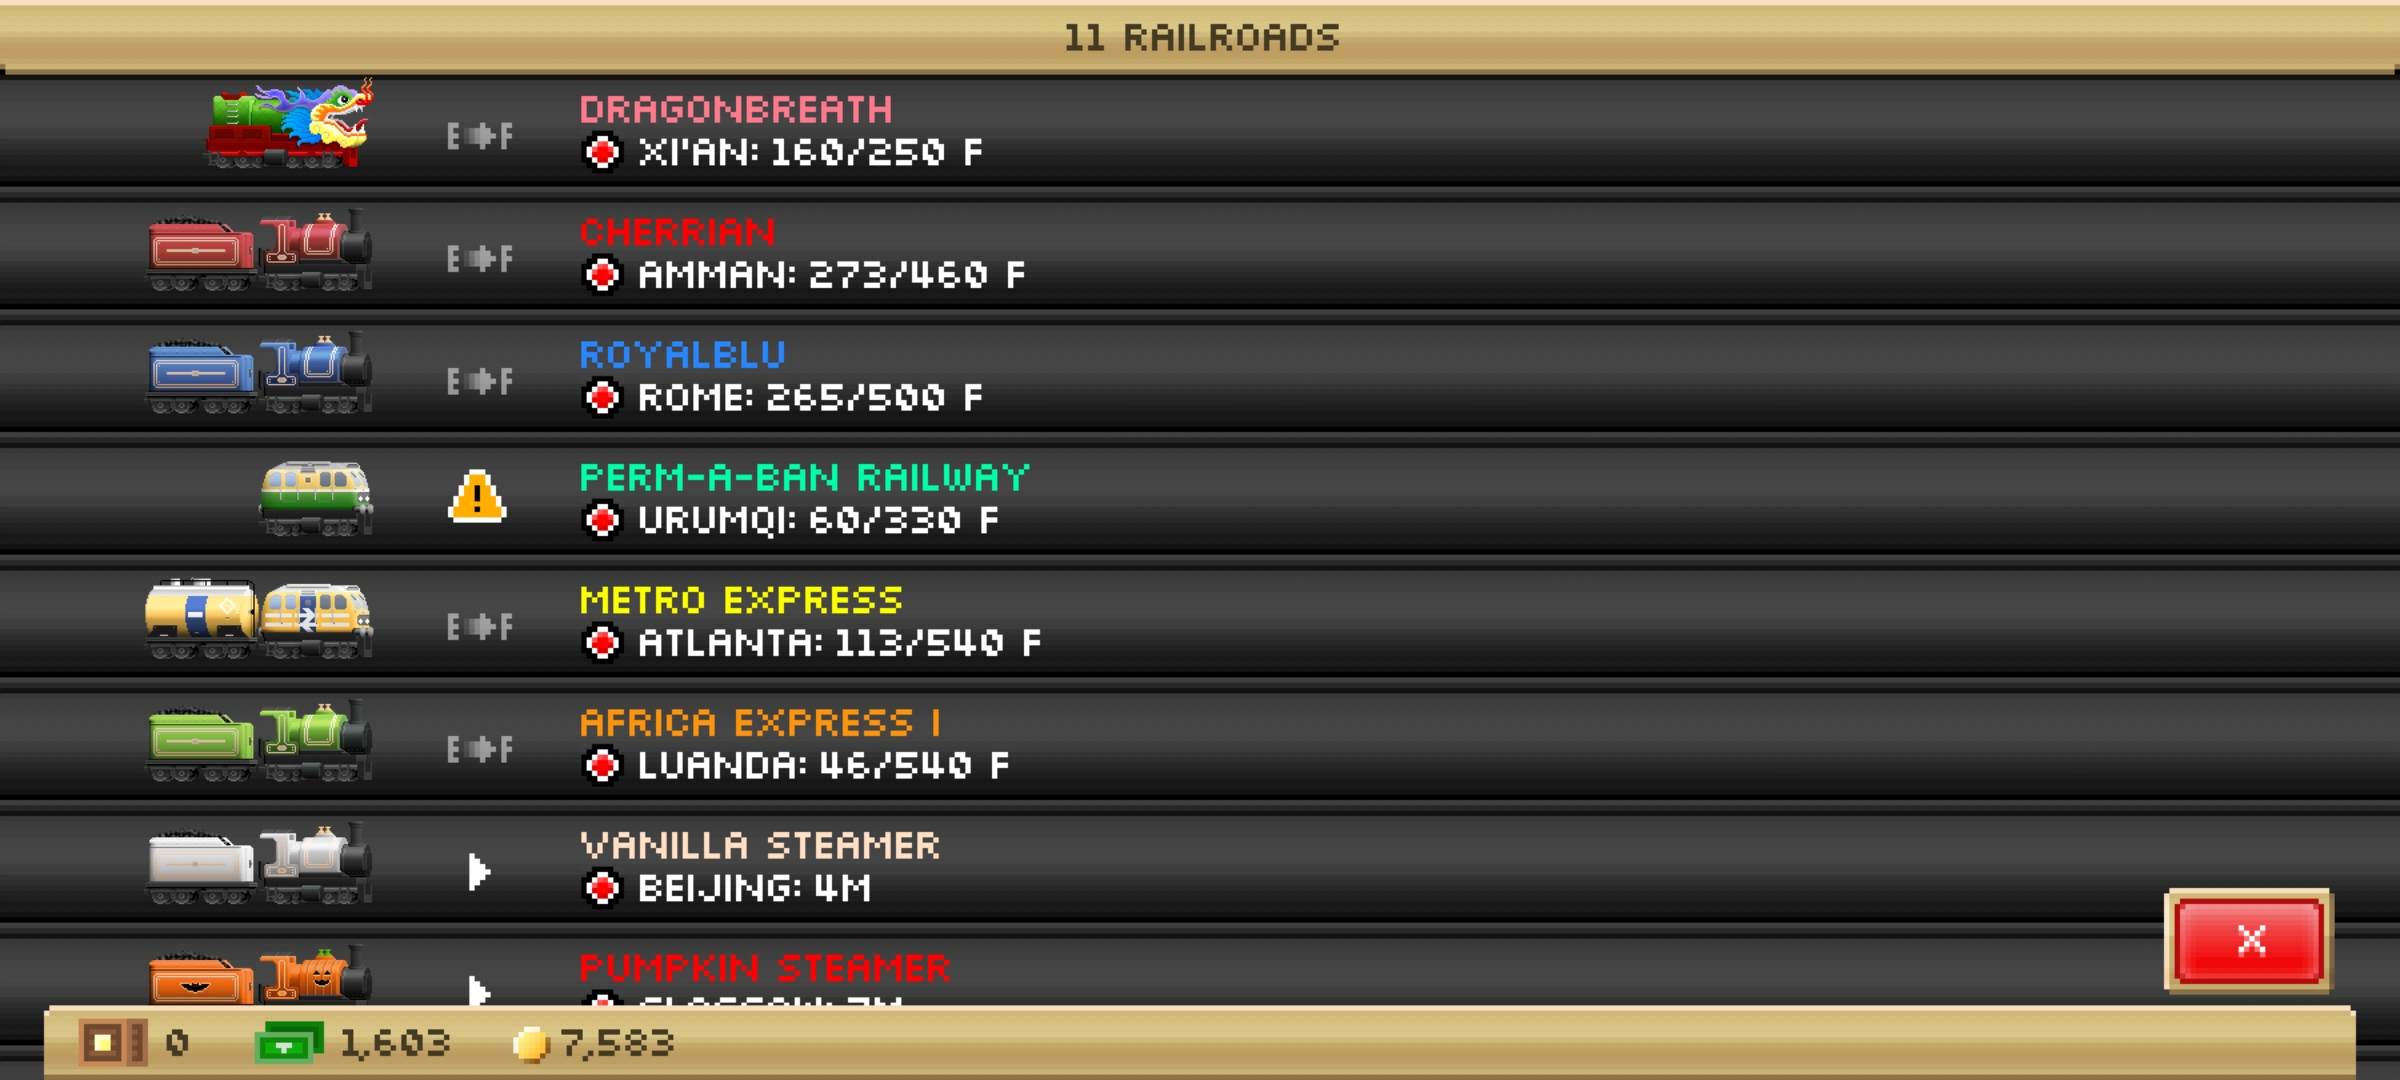 11 RAILROADS
E F
DRAGONBREATH
XI'AN: 160/250 F
E F
CHERRIAN
AMMAN: 273/460 F
E F
ROYALBLU
ROME: 265/500 F
PERM-A-BAN RAILWAY
URUMQI: 60/330 F
E F
METRO EXPRESS
ATLANTA: 113/540 F
E F
AFRICA EXPRESS I
LUANDA: 46/540 F
VANILLA STEAMER
BEIJING: 4M
PUMPKIN STEAMER
X
0 1,603 7,583